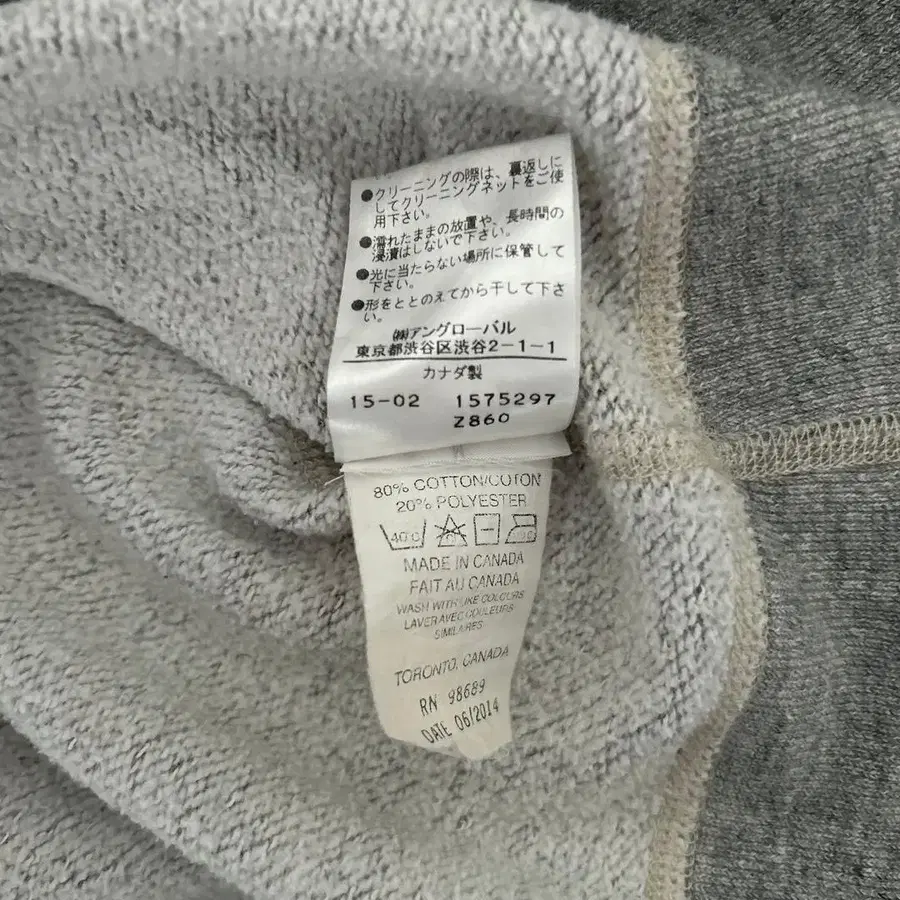 ●クリーニングの際は、裏返しに
してクリーニングネットをご使
用下さい。
●濡れたままの放置や、長時間の
浸漬はしないで下さい。
●光に当たらない場所に保管して
下さい。
●形をととのえてから干して下さ
い。
㈱アングローバル
東京都渋谷区渋谷2-1-1
カナダ製
15-02 1575297
Z860
80% COTTON/COTON
20% POLYESTER
40C
MADE IN CANADA
FAIT AU CANADA
WASH WITH LIKE COLOURS
LAVER AVEC COULEURS
SIMILAIRES
TORONTO, CANADA
RN 98689
DATE 06/2014